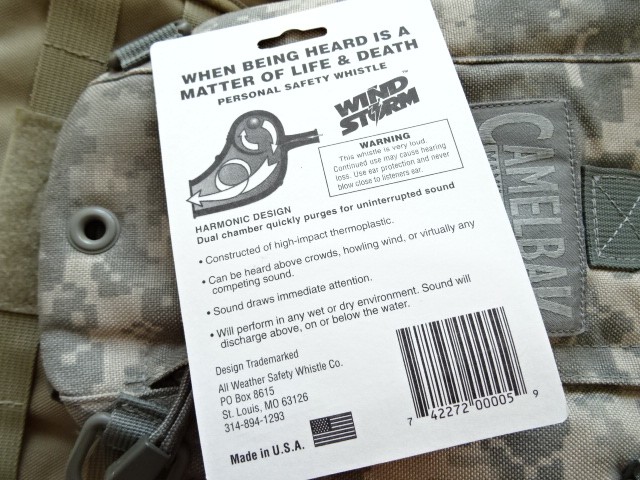 WHEN BEING HEARD IS A
MATTER OF LIFE & DEATH
PERSONAL SAFETY WHISTLE
WIND
STORM™
WARNING
This whistle is very loud.
Continued use may cause hearing
loss. Use ear protection and never
blow close to listeners ear.
HARMONIC DESIGN
Dual chamber quickly purges for uninterrupted sound
• Constructed of high-impact thermoplastic.
• Can be heard above crowds, howling wind, or virtually any
competing sound.
• Sound draws immediate attention.
• Will perform in any wet or dry environment. Sound will
discharge above, on or below the water.
Design Trademarked
All Weather Safety Whistle Co.
PO Box 8615
St. Louis, MO 63126
314-894-1293
Made in U.S.A.
7 42272 00005 9
CAMELBAK